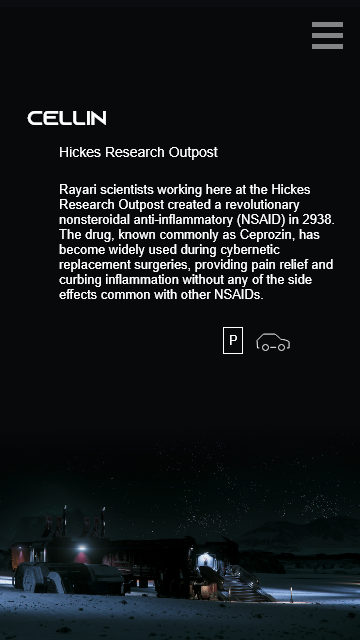 CELLIN
Hickes Research Outpost
Rayari scientists working here at the Hickes
Research Outpost created a revolutionary
nonsteroidal anti-inflammatory (NSAID) in 2938.
The drug, known commonly as Ceprozin, has
become widely used during cybernetic
replacement surgeries, providing pain relief and
curbing inflammation without any of the side
effects common with other NSAIDs.
P